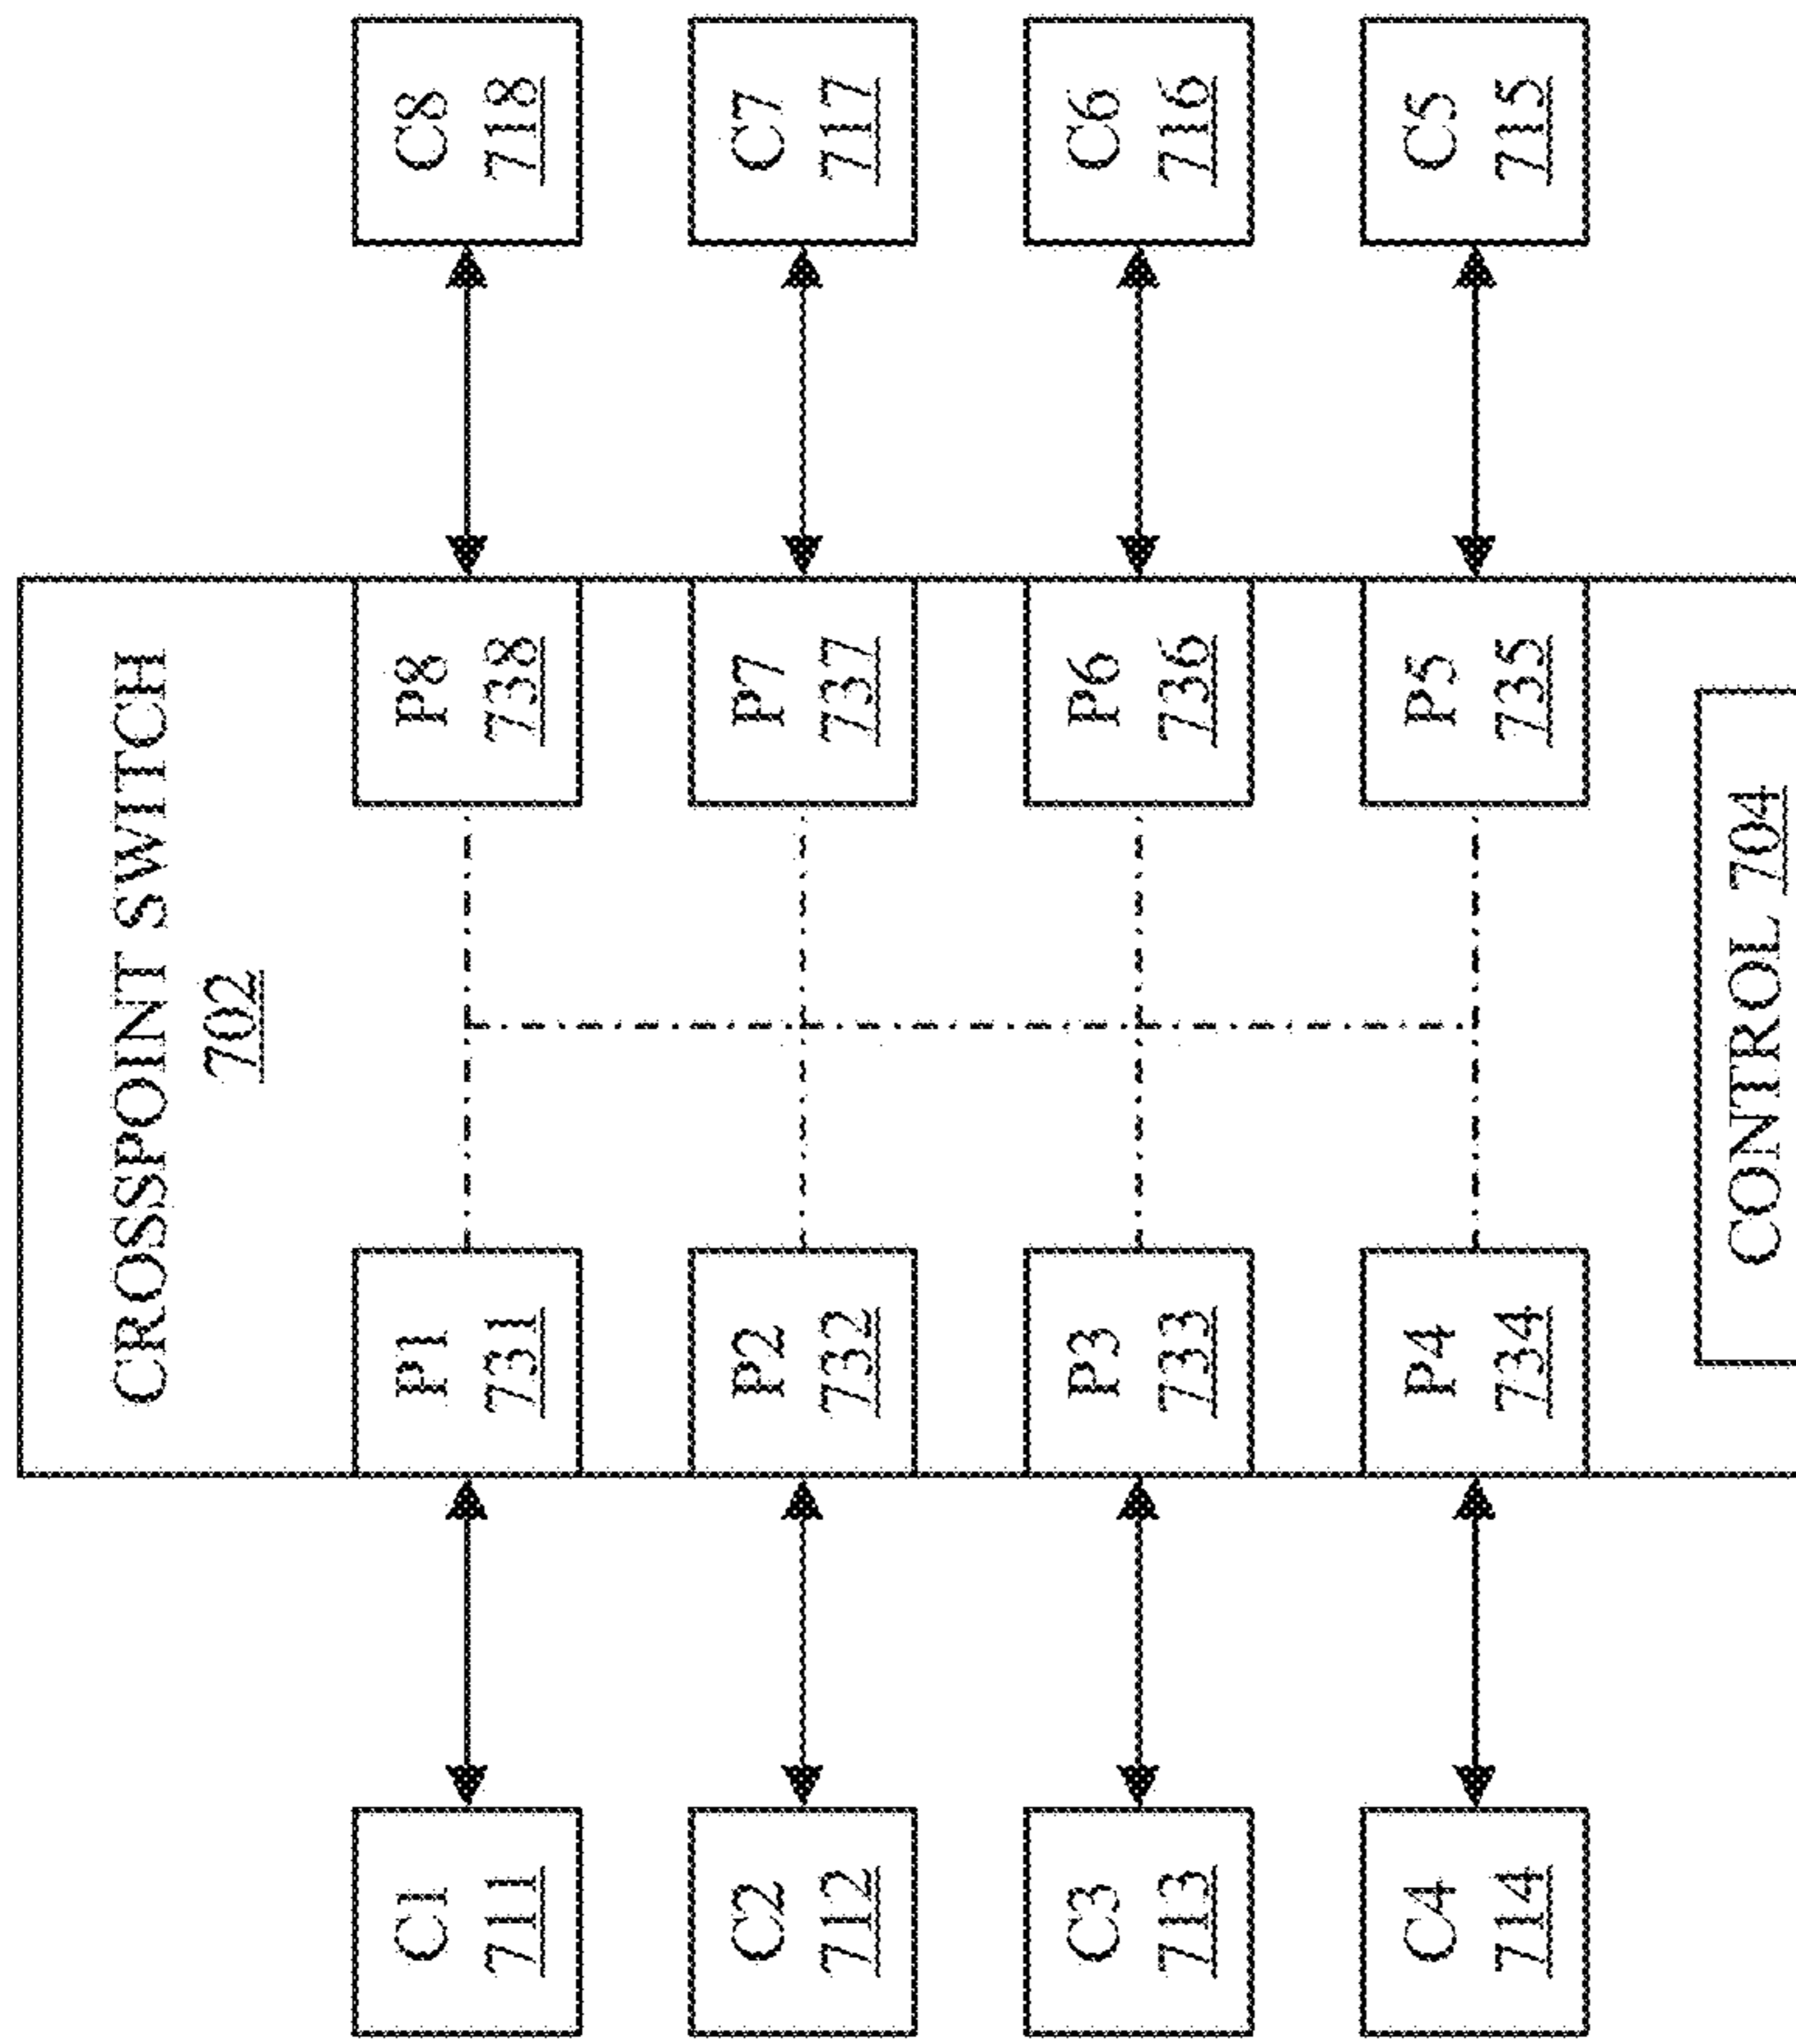 CROSSPOINT SWITCH
702
C1
711
P1
731
P8
738
C8
718
C2
712
P2
732
P7
737
C7
717
C3
713
P3
733
P6
736
C6
716
C4
714
P4
734
P5
735
C5
715
CONTROL 704